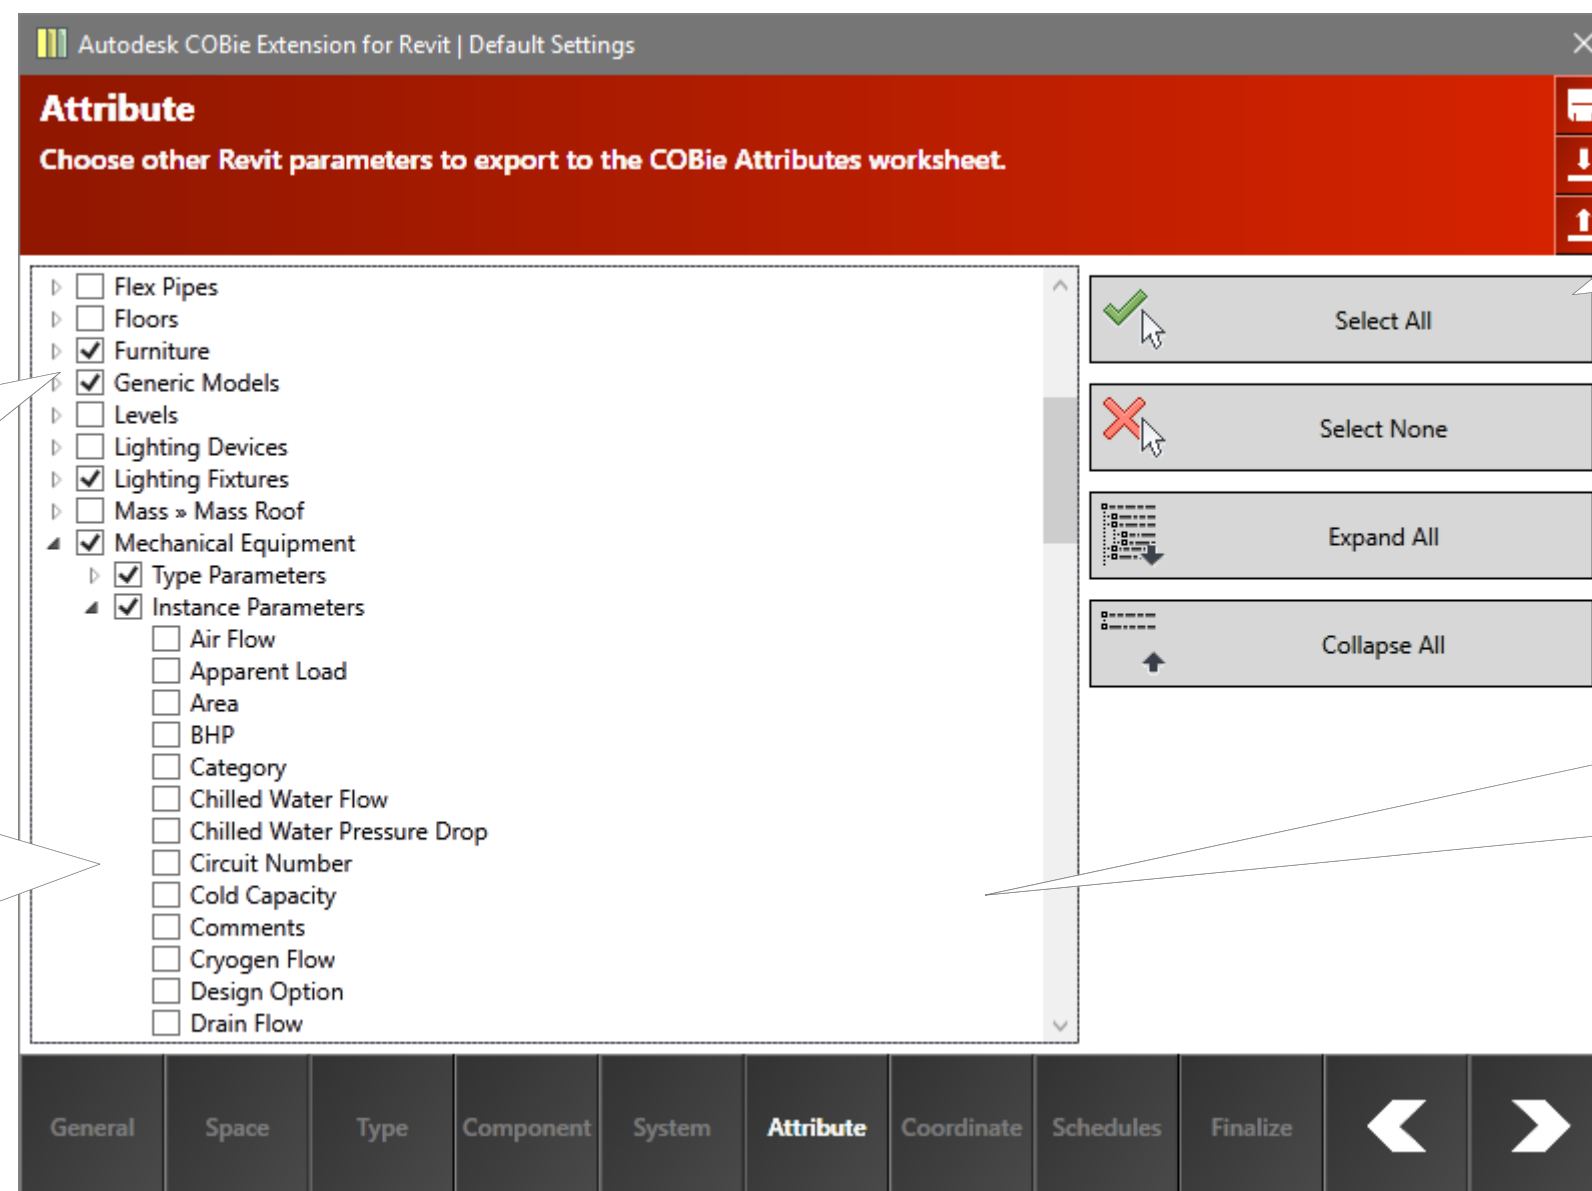 Autodesk COBie Extension for Revit | Default Settings
Attribute
Choose other Revit parameters to export to the COBie Attributes worksheet.
Flex Pipes
Floors
Furniture
Generic Models
Levels
Lighting Devices
Lighting Fixtures
Mass » Mass Roof
Mechanical Equipment
Type Parameters
Instance Parameters
Air Flow
Apparent Load
Area
BHP
Category
Chilled Water Flow
Chilled Water Pressure Drop
Circuit Number
Cold Capacity
Comments
Cryogen Flow
Design Option
Drain Flow
Select All
Select None
Expand All
Collapse All
General Space Type Component System Attribute Coordinate Schedules Finalize